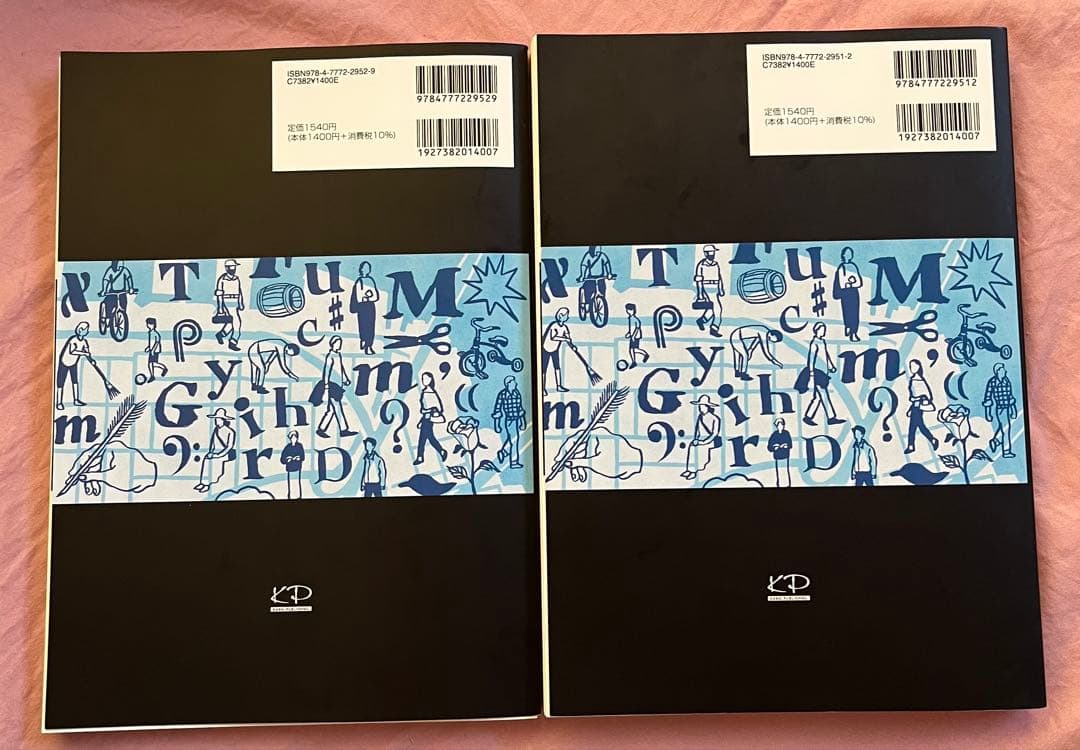 ISBN978-4-7772-2952-9
C7382¥1400E
9784777229529
定価1540円
(本体1400円+消費税10%)
1927382014007
x T F u M
# c
p y m ,
m G i h ?
r D
KP
ISBN978-4-7772-2951-2
C7382¥1400E
9784777229512
定価1540円
(本体1400円+消費税10%)
1927382014007
x T F u M
# c
p y m ,
m G i h ?
r D
KP